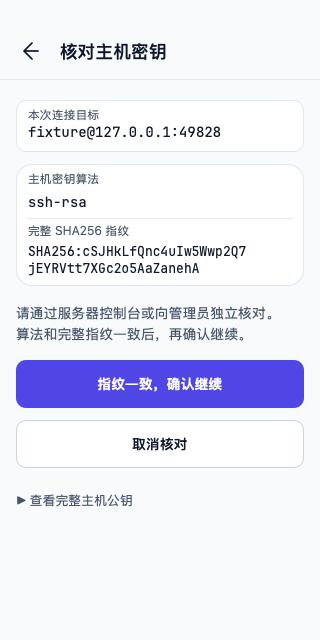 核对主机密钥
本次连接目标
fixture@127.0.0.1:49828
主机密钥算法
ssh-rsa
完整 SHA256 指纹
SHA256:cSJHkLfQnc4uIw5Wwp2Q7
jEYRVtt7XGc2o5AaZanehA
请通过服务器控制台或向管理员独立核对。
算法和完整指纹一致后，再确认继续。
指纹一致，确认继续
取消核对
▶ 查看完整主机公钥